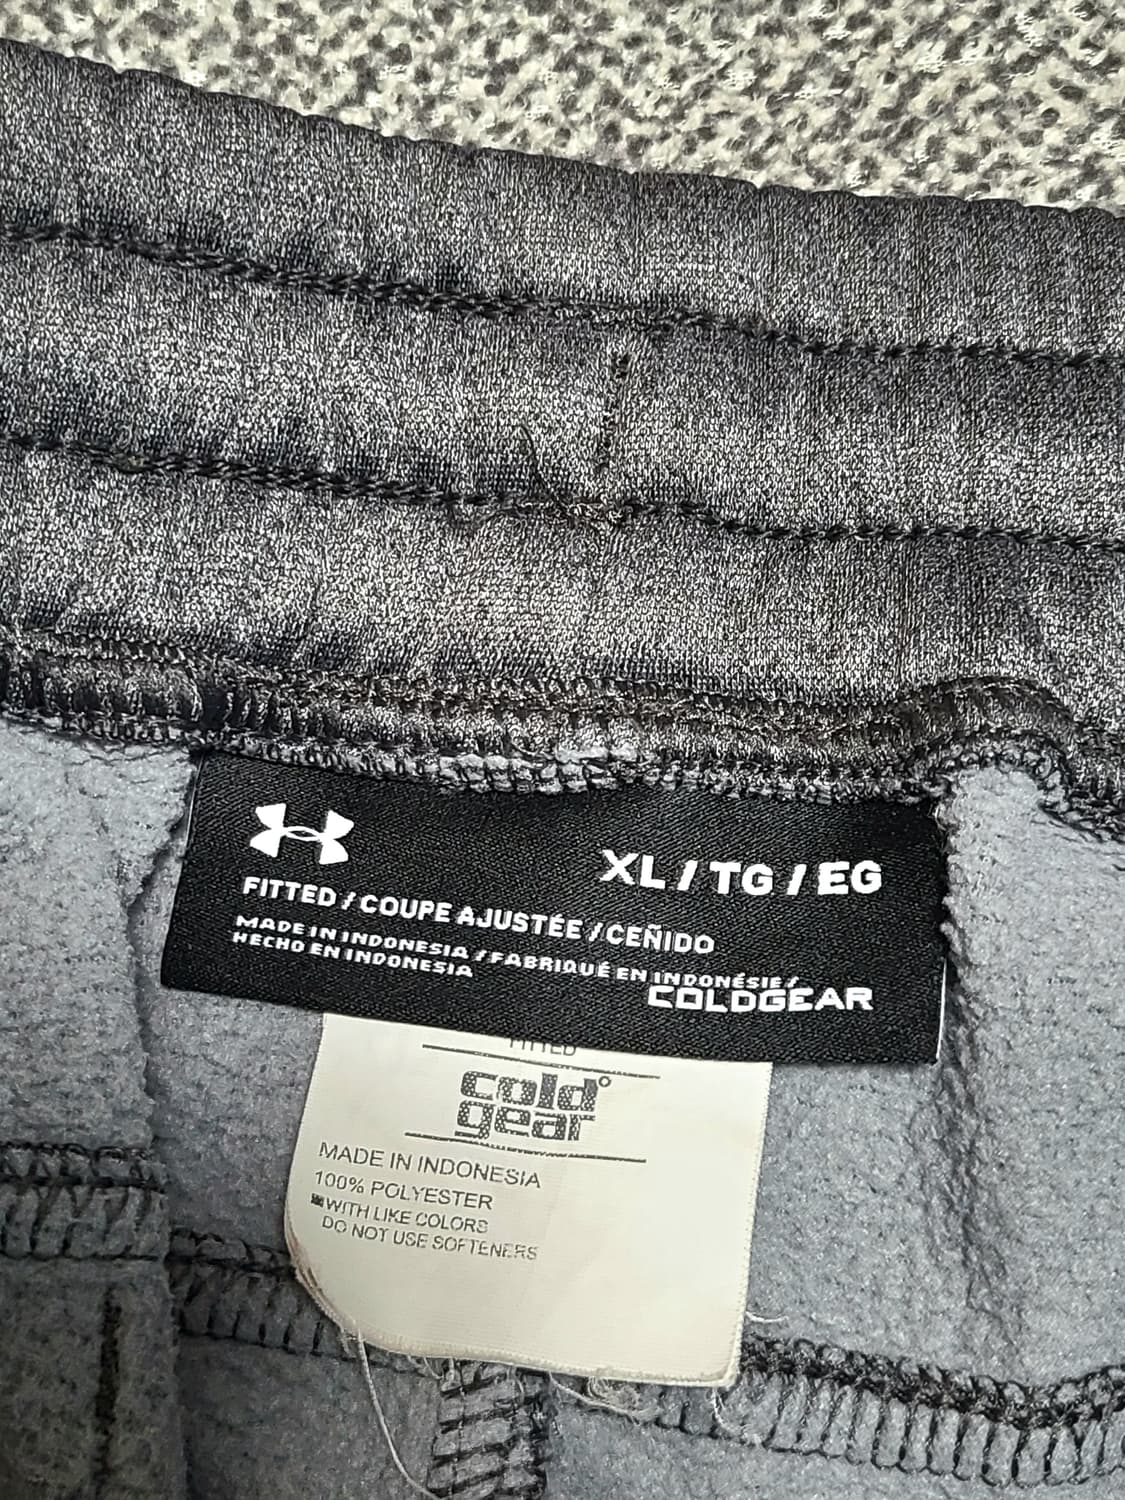 XL / TG / EG
FITTED / COUPE AJUSTÉE / CEÑIDO
MADE IN INDONESIA / FABRIQUÉ EN INDONÉSIE /
HECHO EN INDONESIA
COLDGEAR
FITTED
cold°
gear
MADE IN INDONESIA
100% POLYESTER
WITH LIKE COLORS
DO NOT USE SOFTENERS